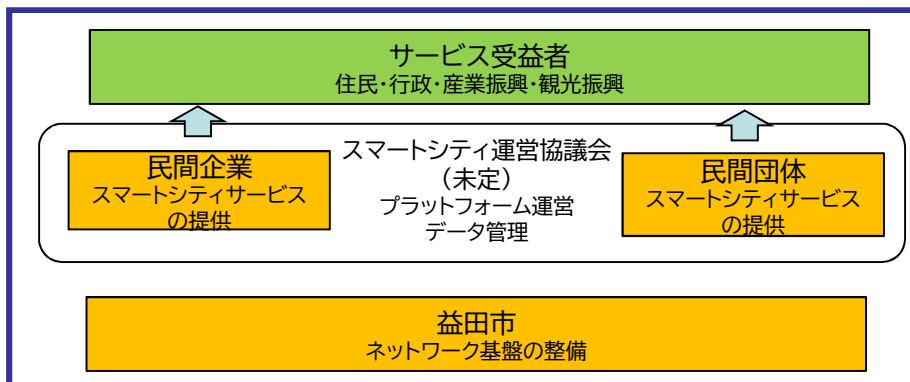 サービス受益者
住民・行政・産業振興・観光振興
スマートシティ運営協議会
（未定）
プラットフォーム運営
データ管理
民間企業
スマートシティサービス
の提供
民間団体
スマートシティサービス
の提供
益田市
ネットワーク基盤の整備